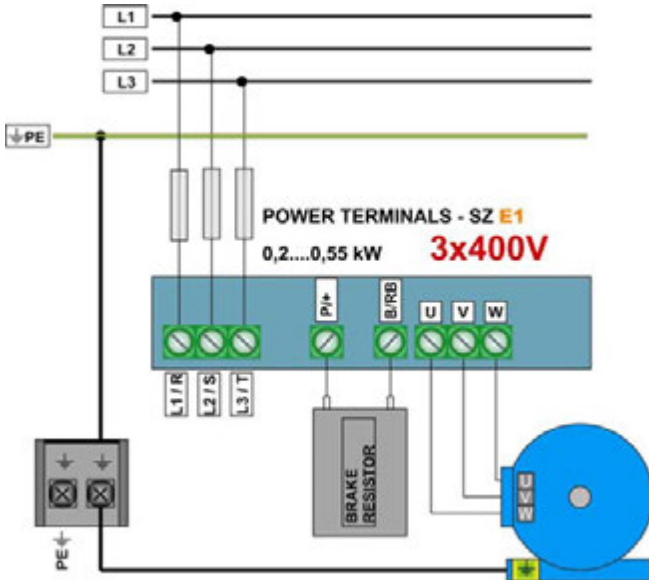 L1
L2
L3
PE
POWER TERMINALS - SZ E1
0,2....0,55 kW 3x400V
P/+
B/RB
U V W
L1 / R
L2 / S
L3 / T
BRAKE
RESISTOR
U
V
W
PE